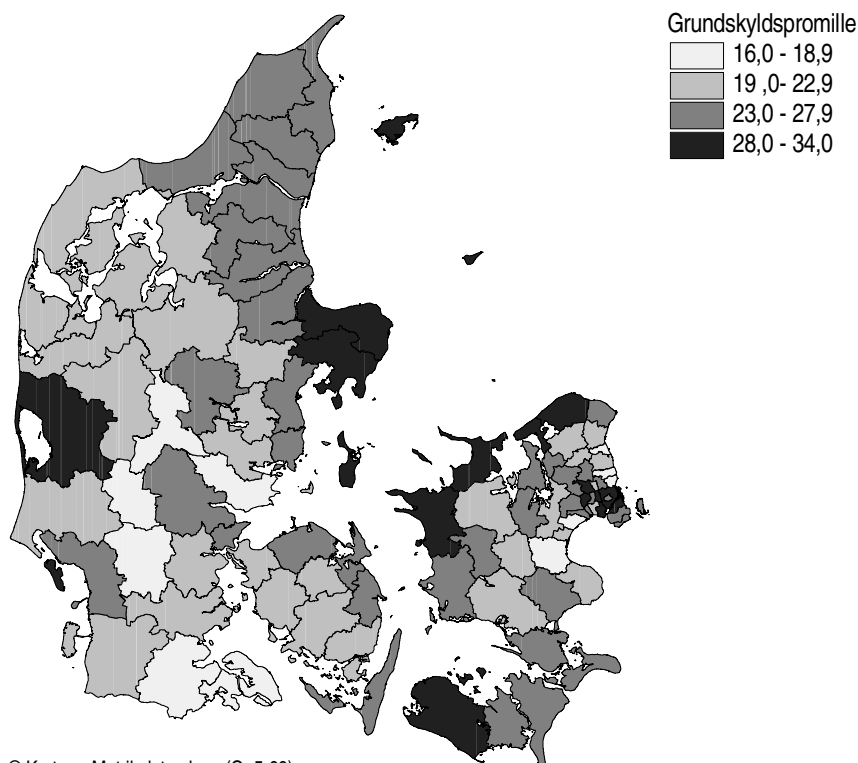 Grundskyldspromille
16,0 - 18,9
19 ,0- 22,9
23,0 - 27,9
28,0 - 34,0